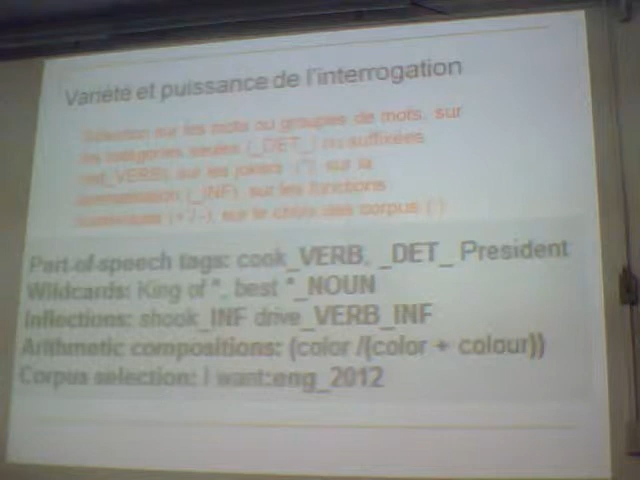 Variété et puissance de l'interrogation
Sélection sur les mots ou groupes de mots, sur
les catégories seules (_DET_) ou suffixées
sur les jokers (*), sur la
(_INF), sur les fonctions
(+ / -), sur le choix des corpus (:)
Part-of-speech tags: cook_VERB, _DET_ President
Wildcards: King of *, best *_NOUN
Inflections: shook_INF drive_VERB_INF
Arithmetic compositions: (color /(color + colour))
Corpus selection: I want:eng_2012